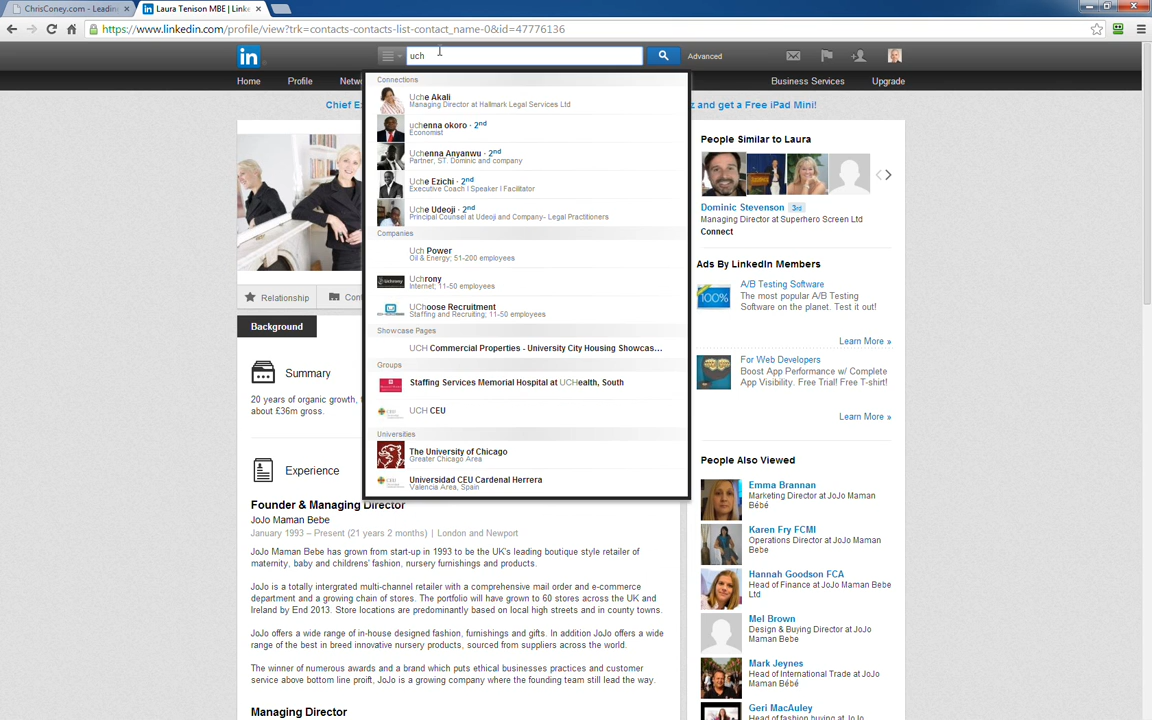 ChrisConey.com - Leadin
Laura Tenison MBE | Linke
https://www.linkedin.com/profile/view?trk=contacts-contacts-list-contact_name-0&id=47776136
in
uch
Advanced
Home
Profile
Netw
Business Services
Upgrade
Chief Ex
z and get a Free iPad Mini!
Connections
Uche Akali
Managing Director at Hallmark Legal Services Ltd
uchenna okoro · 2nd
Economist
Uchenna Anyanwu · 2nd
Partner, ST. Dominic and company
Uche Ezichi · 2nd
Executive Coach I Speaker I Facilitator
Uche Udeoji · 2nd
Principal Counsel at Udeoji and Company- Legal Practitioners
Companies
Uch Power
Oil & Energy; 51-200 employees
Uchrony
Internet; 11-50 employees
UChoose Recruitment
Staffing and Recruiting; 11-50 employees
Showcase Pages
UCH Commercial Properties - University City Housing Showcas...
Groups
Staffing Services Memorial Hospital at UCHealth, South
UCH CEU
Universities
The University of Chicago
Greater Chicago Area
Universidad CEU Cardenal Herrera
Valencia Area, Spain
Relationship
Cont
Background
Summary
20 years of organic growth, f
about £36m gross.
Experience
Founder & Managing Director
JoJo Maman Bebe
January 1993 – Present (21 years 2 months) | London and Newport
JoJo Maman Bebe has grown from start-up in 1993 to be the UK's leading boutique style retailer of
maternity, baby and childrens' fashion, nursery furnishings and products.
JoJo is a totally intergrated multi-channel retailer with a comprehensive mail order and e-commerce
department and a growing chain of stores. The portfolio will have grown to 60 stores across the UK and
Ireland by End 2013. Store locations are predominantly based on local high streets and in county towns.
JoJo offers a wide range of in-house designed fashion, furnishings and gifts. In addition JoJo offers a wide
range of the best in breed innovative nursery products, sourced from suppliers across the world.
The winner of numerous awards and a brand which puts ethical businesses practices and customer
service above bottom line proift, JoJo is a growing company where the founding team still lead the way.
Managing Director
People Similar to Laura
Dominic Stevenson 3rd
Managing Director at Superhero Screen Ltd
Connect
Ads By LinkedIn Members
100%
A/B Testing Software
The most popular A/B Testing
Software on the planet. Test it out!
Learn More »
For Web Developers
Boost App Performance w/ Complete
App Visibility. Free Trial! Free T-shirt!
Learn More »
People Also Viewed
Emma Brannan
Marketing Director at JoJo Maman
Bébé
Karen Fry FCMI
Operations Director at JoJo Maman
Bebe
Hannah Goodson FCA
Head of Finance at JoJo Maman Bebe
Ltd
Mel Brown
Design & Buying Director at JoJo
Maman Bebe
Mark Jeynes
Head of International Trade at JoJo
Maman Bébé
Geri MacAuley
Head of fashion buying at JoJo